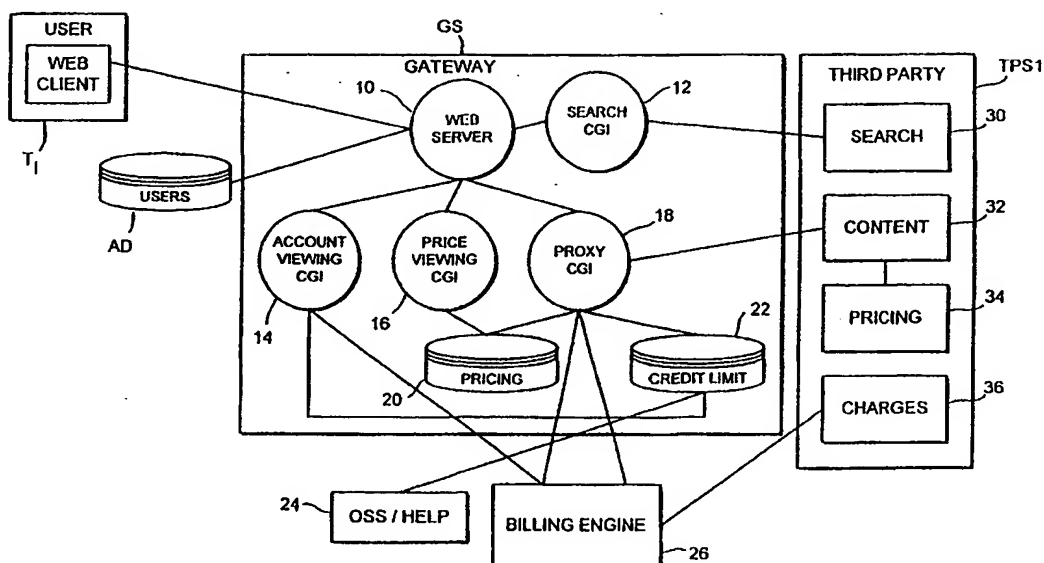 USER
WEB
CLIENT
T1
USERS
AD
GS
GATEWAY
10
WEB
SERVER
12
SEARCH
CGI
ACCOUNT
VIEWING
CGI
14
PRICE
VIEWING
CGI
16
PROXY
CGI
18
20
PRICING
22
CREDIT LIMIT
THIRD PARTY
TPS1
SEARCH
30
CONTENT
32
PRICING
34
CHARGES
36
24
OSS / HELP
BILLING ENGINE
26